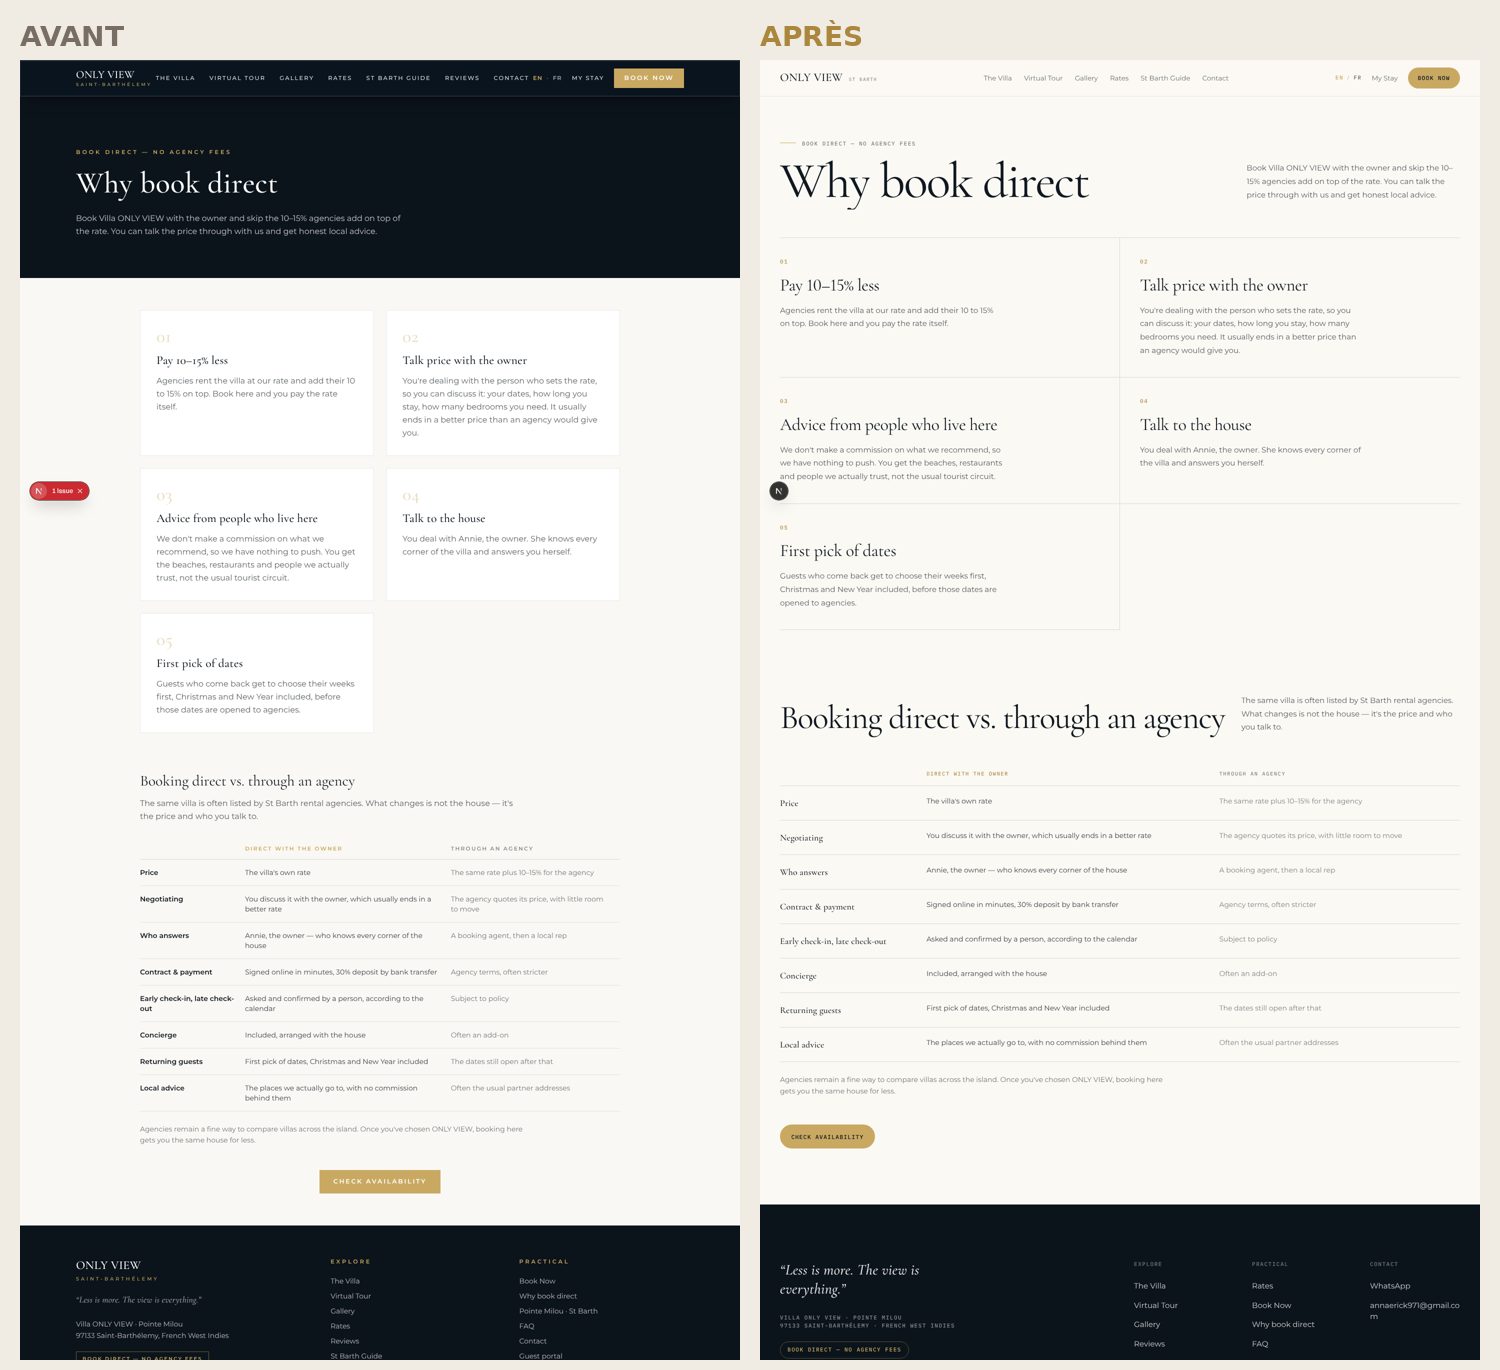 AVANT
ONLY VIEW
SAINT-BARTHÉLEMY
THE VILLA VIRTUAL TOUR GALLERY RATES ST BARTH GUIDE REVIEWS CONTACT EN · FR MY STAY BOOK NOW
BOOK DIRECT — NO AGENCY FEES
Why book direct
Book Villa ONLY VIEW with the owner and skip the 10–15% agencies add on top of
the rate. You can talk the price through with us and get honest local advice.
01
Pay 10–15% less
Agencies rent the villa at our rate and add their 10
to 15% on top. Book here and you pay the rate
itself.
02
Talk price with the owner
You're dealing with the person who sets the rate,
so you can discuss it: your dates, how long you
stay, how many bedrooms you need. It usually
ends in a better price than an agency would give
you.
N 1 Issue ×
03
Advice from people who live here
We don't make a commission on what we
recommend, so we have nothing to push. You get
the beaches, restaurants and people we actually
trust, not the usual tourist circuit.
04
Talk to the house
You deal with Annie, the owner. She knows every
corner of the villa and answers you herself.
05
First pick of dates
Guests who come back get to choose their weeks
first, Christmas and New Year included, before
those dates are opened to agencies.
Booking direct vs. through an agency
The same villa is often listed by St Barth rental agencies. What changes is not the house — it's
the price and who you talk to.
DIRECT WITH THE OWNER THROUGH AN AGENCY
Price The villa's own rate The same rate plus 10–15% for the agency
Negotiating You discuss it with the owner, which usually ends in a The agency quotes its price, with little room
better rate to move
Who answers Annie, the owner — who knows every corner of the A booking agent, then a local rep
house
Contract & payment Signed online in minutes, 30% deposit by bank transfer Agency terms, often stricter
Early check-in, late check- Asked and confirmed by a person, according to the Subject to policy
out calendar
Concierge Included, arranged with the house Often an add-on
Returning guests First pick of dates, Christmas and New Year included The dates still open after that
Local advice The places we actually go to, with no commission Often the usual partner addresses
behind them
Agencies remain a fine way to compare villas across the island. Once you've chosen ONLY VIEW, booking here
gets you the same house for less.
CHECK AVAILABILITY
ONLY VIEW
SAINT-BARTHÉLEMY
“Less is more. The view is everything.”
Villa ONLY VIEW · Pointe Milou
97133 Saint-Barthélemy, French West Indies
BOOK DIRECT — NO AGENCY FEES
EXPLORE
The Villa
Virtual Tour
Gallery
Rates
Reviews
St Barth Guide
PRACTICAL
Book Now
Why book direct
Pointe Milou · St Barth
FAQ
Contact
Guest portal
APRÈS
ONLY VIEW ST BARTH
The Villa Virtual Tour Gallery Rates St Barth Guide Contact EN / FR My Stay BOOK NOW
BOOK DIRECT — NO AGENCY FEES
Why book direct
Book Villa ONLY VIEW with the owner and skip the 10–
15% agencies add on top of the rate. You can talk the
price through with us and get honest local advice.
01
Pay 10–15% less
Agencies rent the villa at our rate and add their 10 to 15%
on top. Book here and you pay the rate itself.
02
Talk price with the owner
You're dealing with the person who sets the rate, so you
can discuss it: your dates, how long you stay, how many
bedrooms you need. It usually ends in a better price than
an agency would give you.
03
Advice from people who live here
We don't make a commission on what we recommend, so
we have nothing to push. You get the beaches, restaurants
and people we actually trust, not the usual tourist circuit.
N
04
Talk to the house
You deal with Annie, the owner. She knows every corner of
the villa and answers you herself.
05
First pick of dates
Guests who come back get to choose their weeks first,
Christmas and New Year included, before those dates are
opened to agencies.
Booking direct vs. through an agency
The same villa is often listed by St Barth rental agencies.
What changes is not the house — it's the price and who
you talk to.
DIRECT WITH THE OWNER THROUGH AN AGENCY
Price The villa's own rate The same rate plus 10–15% for the agency
Negotiating You discuss it with the owner, which usually ends in a better rate The agency quotes its price, with little room to move
Who answers Annie, the owner — who knows every corner of the house A booking agent, then a local rep
Contract & payment Signed online in minutes, 30% deposit by bank transfer Agency terms, often stricter
Early check-in, late check-out Asked and confirmed by a person, according to the calendar Subject to policy
Concierge Included, arranged with the house Often an add-on
Returning guests First pick of dates, Christmas and New Year included The dates still open after that
Local advice The places we actually go to, with no commission behind them Often the usual partner addresses
Agencies remain a fine way to compare villas across the island. Once you've chosen ONLY VIEW, booking here
gets you the same house for less.
CHECK AVAILABILITY
“Less is more. The view is
everything.”
VILLA ONLY VIEW · POINTE MILOU
97133 SAINT-BARTHÉLEMY · FRENCH WEST INDIES
BOOK DIRECT — NO AGENCY FEES
EXPLORE
The Villa
Virtual Tour
Gallery
Reviews
PRACTICAL
Rates
Book Now
Why book direct
FAQ
CONTACT
WhatsApp
annaerick971@gmail.co
m